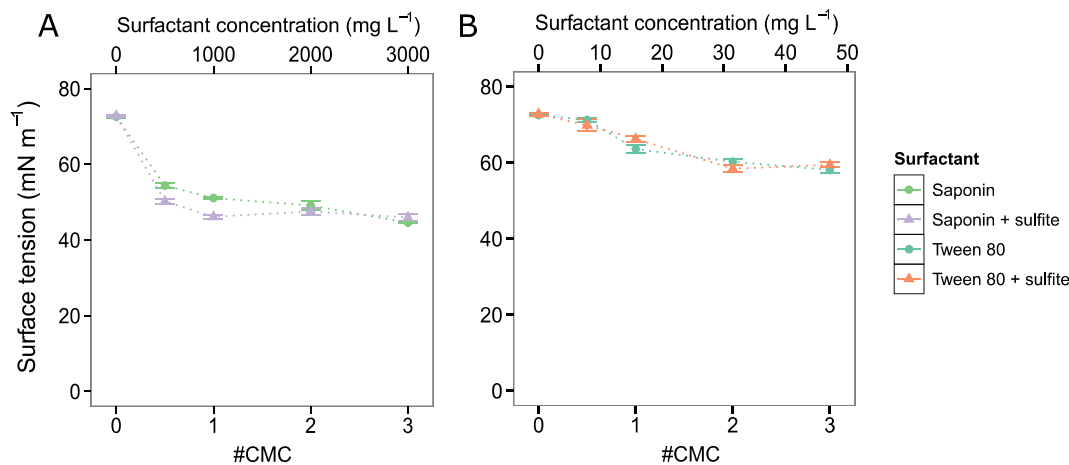 A
Surfactant concentration (mg L⁻¹)
0 1000 2000 3000
Surface tension (mN m⁻¹)
80
60
40
20
0
0 1 2 3
#CMC
B
Surfactant concentration (mg L⁻¹)
0 10 20 30 40 50
80
60
40
20
0
0 1 2 3
#CMC
Surfactant
Saponin
Saponin + sulfite
Tween 80
Tween 80 + sulfite